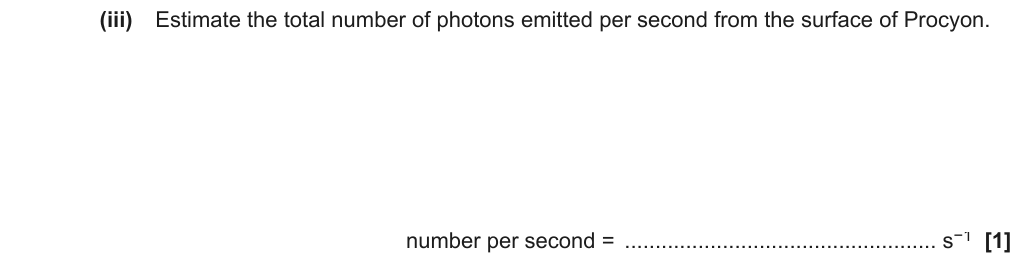 (iii) Estimate the total number of photons emitted per second from the surface of Procyon.
number per second = .................................................. s⁻¹ [1]